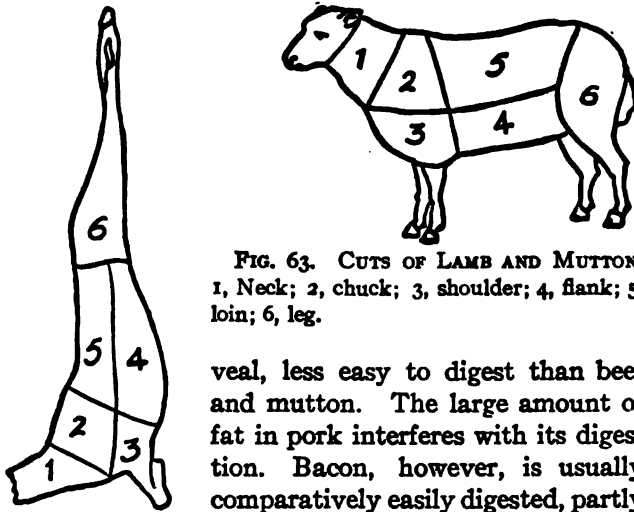 6
5
4
2
3
1
1
2
5
3
4
6
Fig. 63. Cuts of Lamb and Mutton
1, Neck; 2, chuck; 3, shoulder; 4, flank; 5
loin; 6, leg.
veal, less easy to digest than bee
and mutton. The large amount o
fat in pork interferes with its diges
tion. Bacon, however, is usually
comparatively easily digested, partly